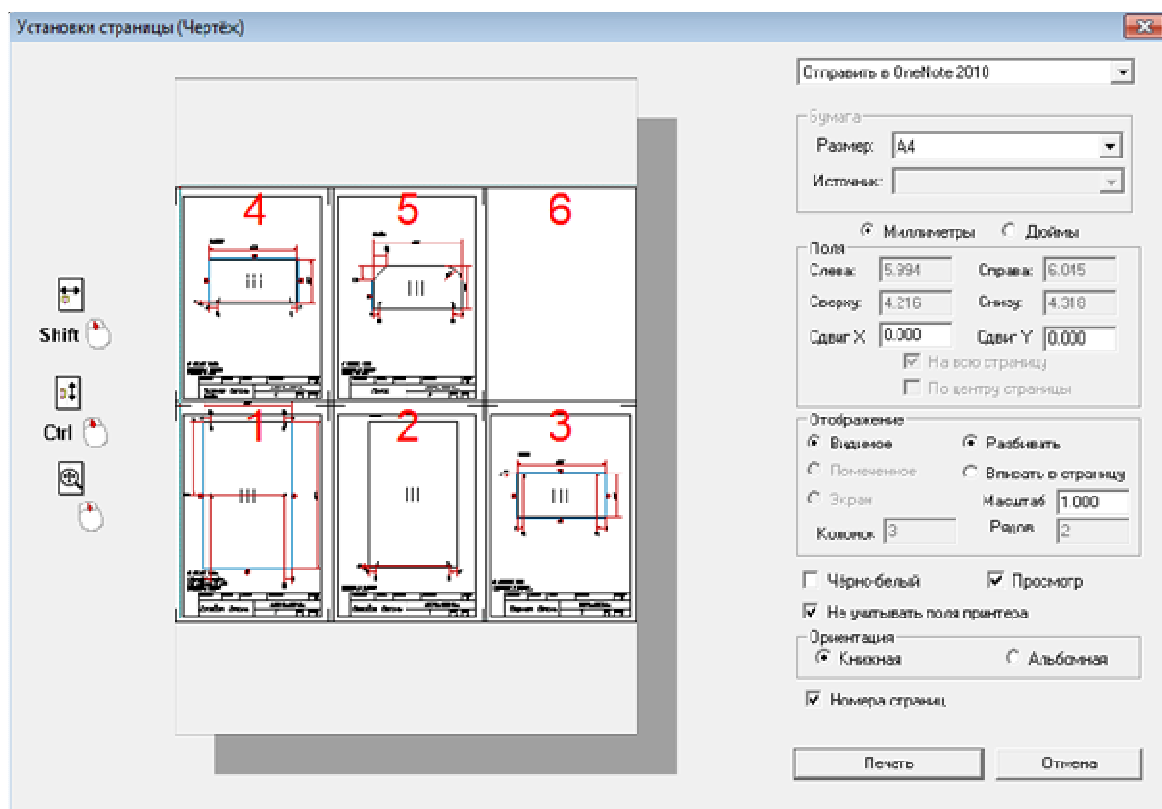 Установки страницы (Чертёж)
Отправить в OneNote 2010
Бумага
Размер: A4
Источник:
Миллиметры Дюймы
Поля
Слева: 5.994 Справа: 6.045
Сверху: 4.216 Снизу: 4.318
Сдвиг X 0.000 Сдвиг Y 0.000
На всю страницу
По центру страницы
Отображение
Видимое Разбивать
Помеченное Вписать в страницу
Экран Масштаб 1.000
Колонок 3 Рядов 2
Чёрно-белый Просмотр
Не учитывать поля принтера
Ориентация
Книжная Альбомная
Номера страниц
Печать Отмена
Shift
Ctrl
4 5 6
1 2 3